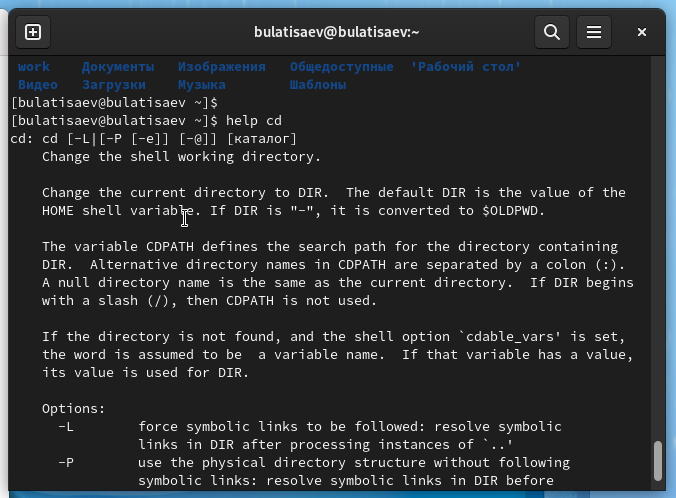 bulatisaev@bulatisaev:~
work Документы Изображения Общедоступные 'Рабочий стол'
Видео Загрузки Музыка Шаблоны
[bulatisaev@bulatisaev ~]$
[bulatisaev@bulatisaev ~]$ help cd
cd: cd [-L|[-P [-e]] [-@]] [каталог]
Change the shell working directory.
Change the current directory to DIR.  The default DIR is the value of the
HOME shell variable. If DIR is "-", it is converted to $OLDPWD.
The variable CDPATH defines the search path for the directory containing
DIR.  Alternative directory names in CDPATH are separated by a colon (:).
A null directory name is the same as the current directory.  If DIR begins
with a slash (/), then CDPATH is not used.
If the directory is not found, and the shell option `cdable_vars' is set,
the word is assumed to be  a variable name.  If that variable has a value,
its value is used for DIR.
Options:
-L        force symbolic links to be followed: resolve symbolic
links in DIR after processing instances of `..'
-P        use the physical directory structure without following
symbolic links: resolve symbolic links in DIR before